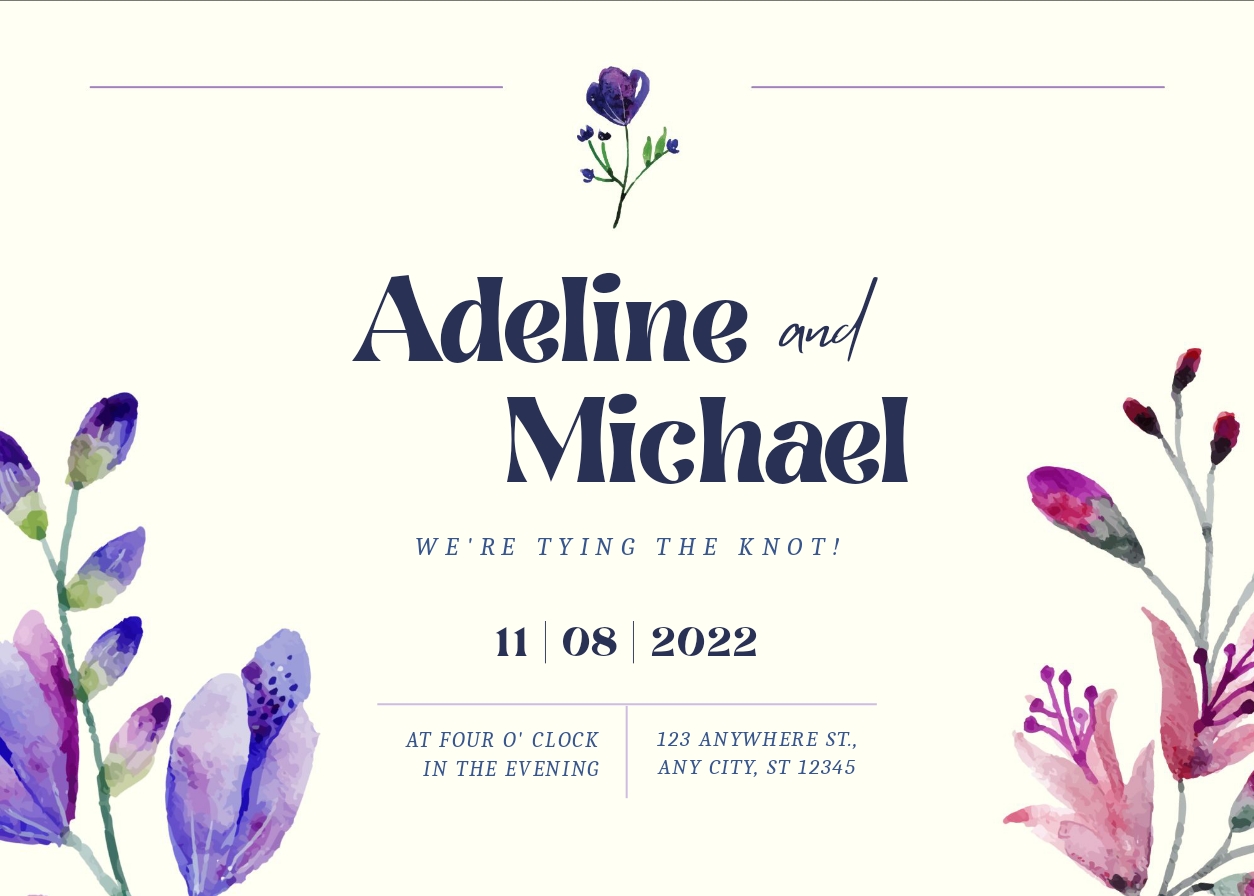 Adeline and
Michael
WE'RE TYING THE KNOT!
11 | 08 | 2022
AT FOUR O' CLOCK
IN THE EVENING
123 ANYWHERE ST.,
ANY CITY, ST 12345